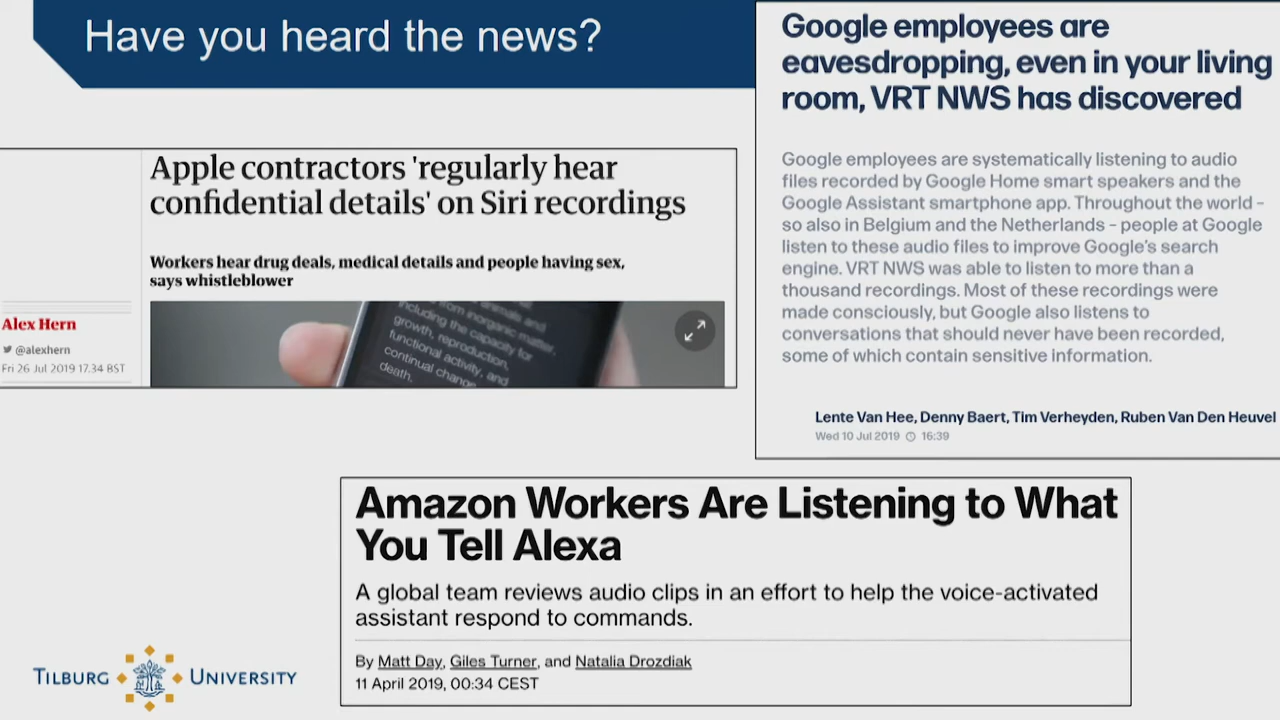 Have you heard the news?
Google employees are
eavesdropping, even in your living
room, VRT NWS has discovered
Google employees are systematically listening to audio
files recorded by Google Home smart speakers and the
Google Assistant smartphone app. Throughout the world –
so also in Belgium and the Netherlands – people at Google
listen to these audio files to improve Google's search
engine. VRT NWS was able to listen to more than a
thousand recordings. Most of these recordings were
made consciously, but Google also listens to
conversations that should never have been recorded,
some of which contain sensitive information.
Lente Van Hee, Denny Baert, Tim Verheyden, Ruben Van Den Heuvel
Wed 10 Jul 2019 16:39
Apple contractors 'regularly hear
confidential details' on Siri recordings
Workers hear drug deals, medical details and people having sex,
says whistleblower
Alex Hern
@alexhern
Fri 26 Jul 2019 17.34 BST
from inorganic matter,
including the capacity for
growth, reproduction,
functional activity, and
continual change
death.
Amazon Workers Are Listening to What
You Tell Alexa
A global team reviews audio clips in an effort to help the voice-activated
assistant respond to commands.
By Matt Day, Giles Turner, and Natalia Drozdiak
11 April 2019, 00:34 CEST
TILBURG UNIVERSITY